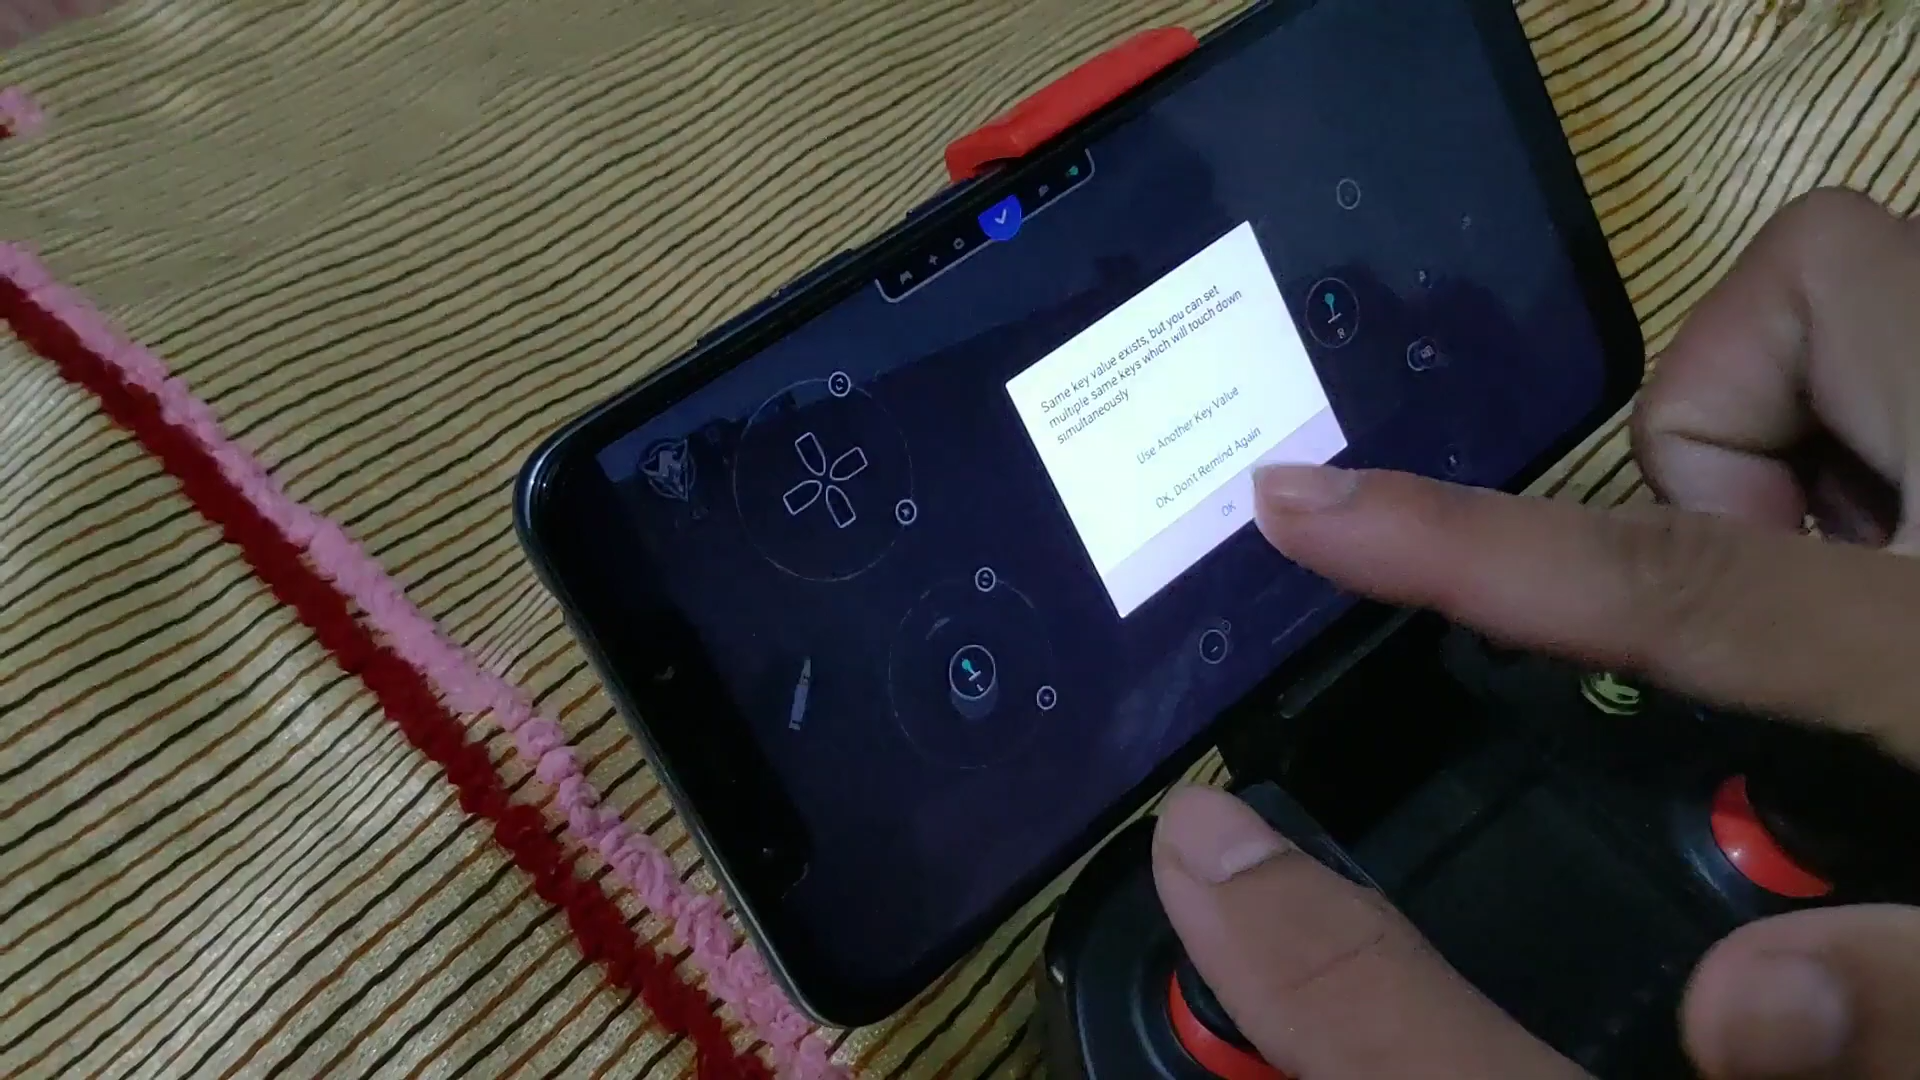 Same key value exists, but you can set
multiple same keys which will touch down
simultaneously
Use Another Key Value
OK, Don't Remind Again
OK
R
L